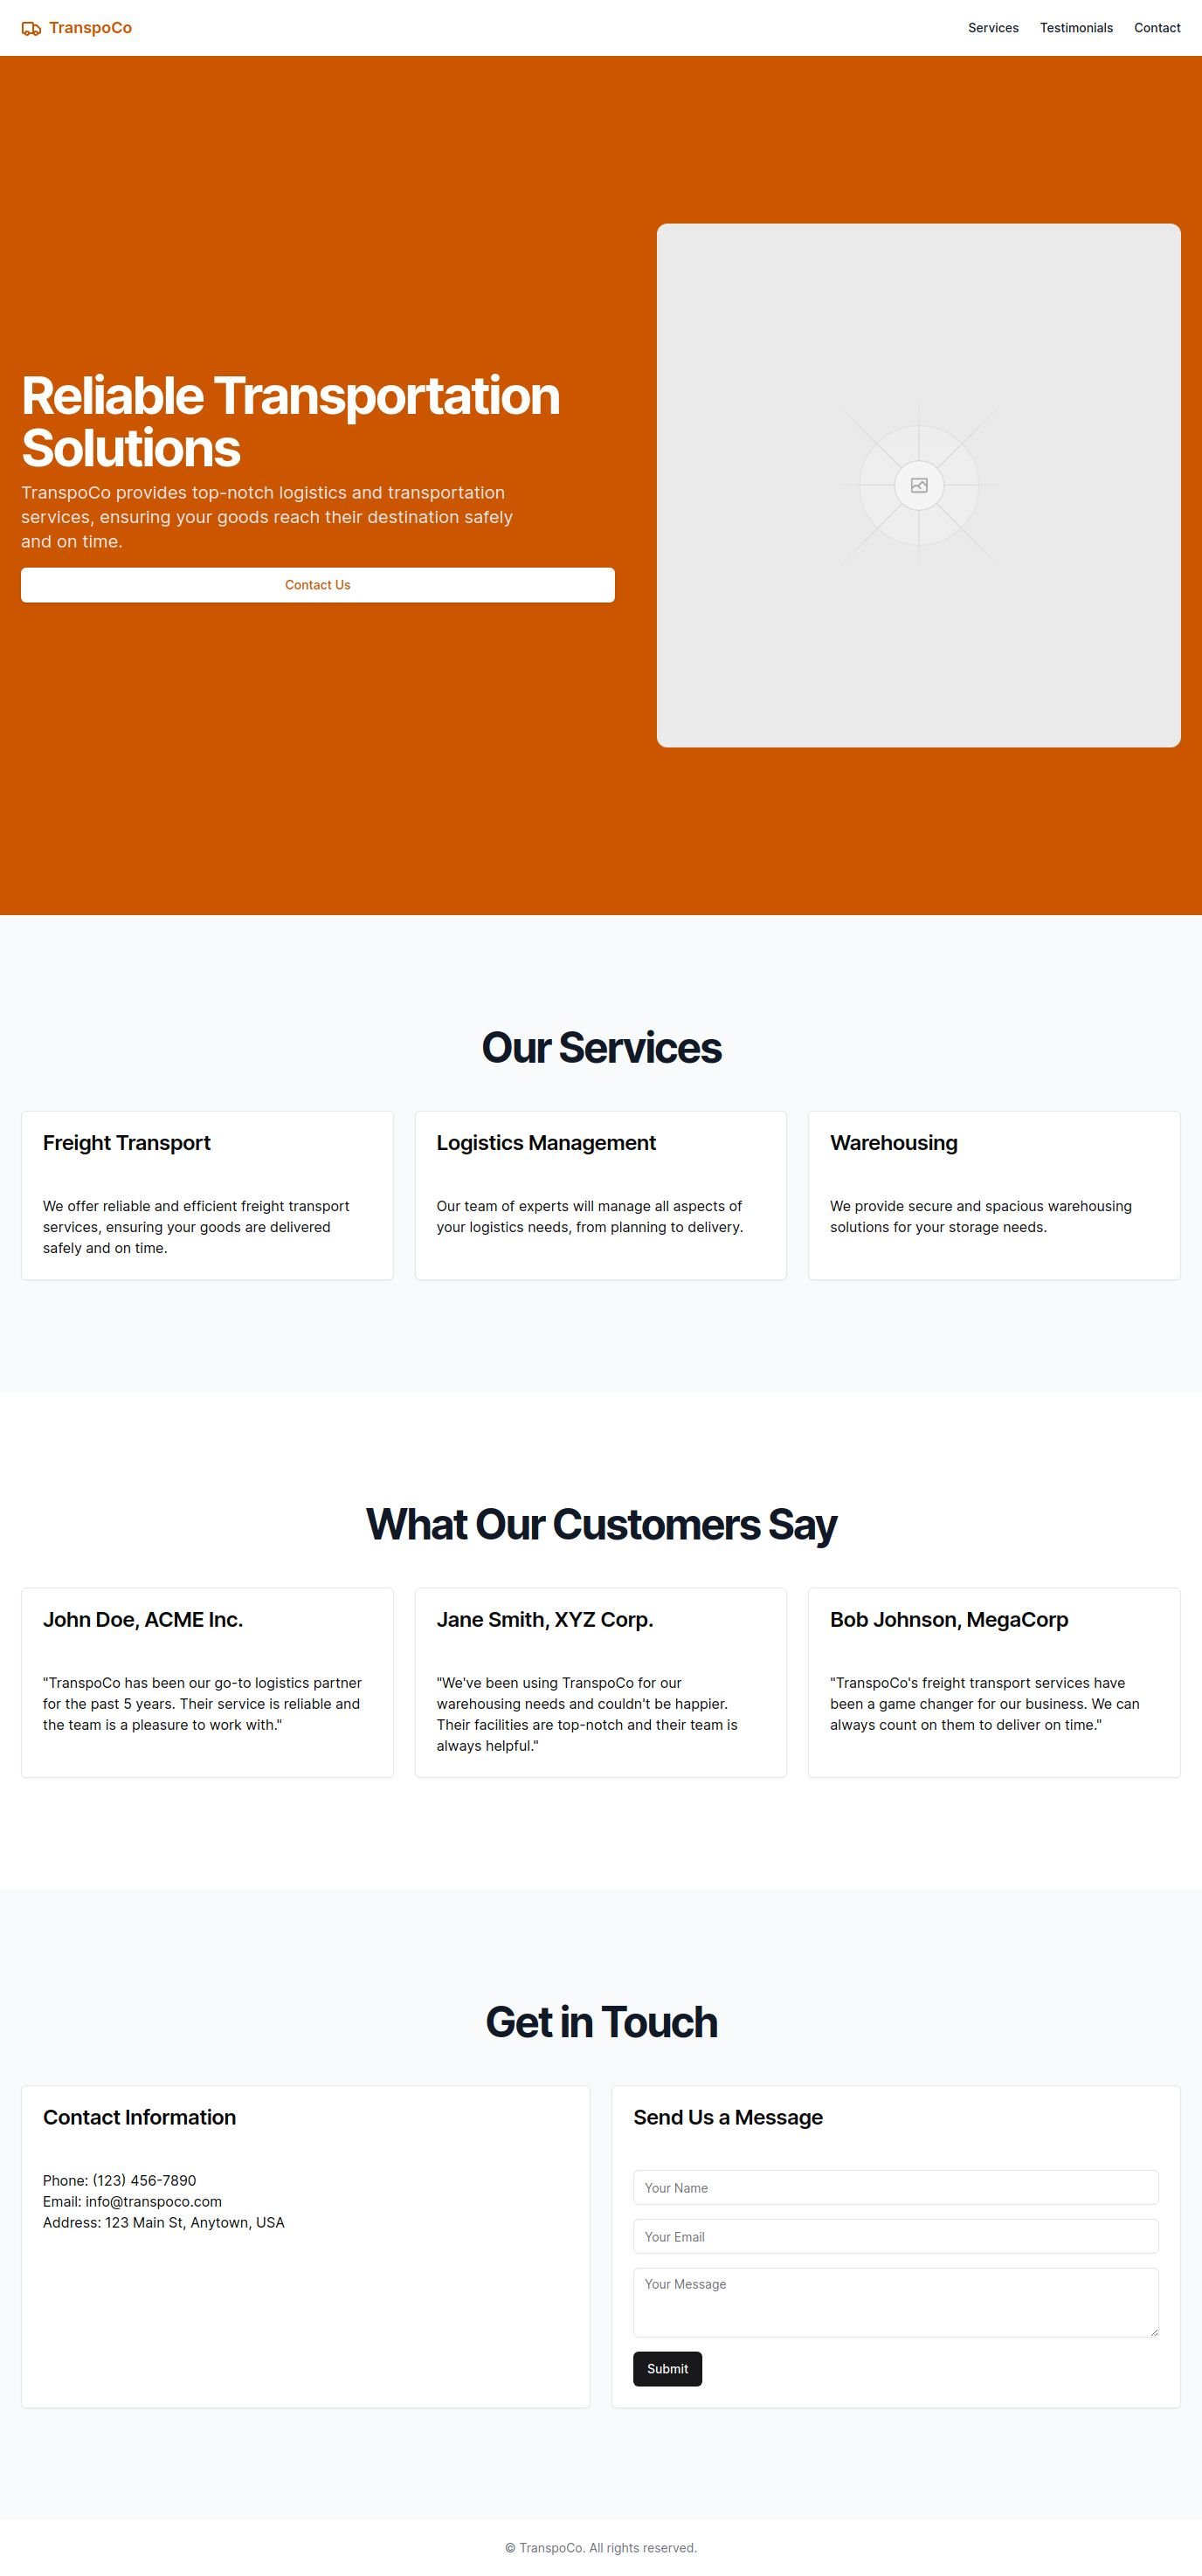 TranspoCo
Services Testimonials Contact
Reliable Transportation
Solutions
TranspoCo provides top-notch logistics and transportation
services, ensuring your goods reach their destination safely
and on time.
Contact Us
Our Services
Freight Transport
We offer reliable and efficient freight transport
services, ensuring your goods are delivered
safely and on time.
Logistics Management
Our team of experts will manage all aspects of
your logistics needs, from planning to delivery.
Warehousing
We provide secure and spacious warehousing
solutions for your storage needs.
What Our Customers Say
John Doe, ACME Inc.
"TranspoCo has been our go-to logistics partner
for the past 5 years. Their service is reliable and
the team is a pleasure to work with."
Jane Smith, XYZ Corp.
"We've been using TranspoCo for our
warehousing needs and couldn't be happier.
Their facilities are top-notch and their team is
always helpful."
Bob Johnson, MegaCorp
"TranspoCo's freight transport services have
been a game changer for our business. We can
always count on them to deliver on time."
Get in Touch
Contact Information
Phone: (123) 456-7890
Email: info@transpoco.com
Address: 123 Main St, Anytown, USA
Send Us a Message
Your Name
Your Email
Your Message
Submit
© TranspoCo. All rights reserved.